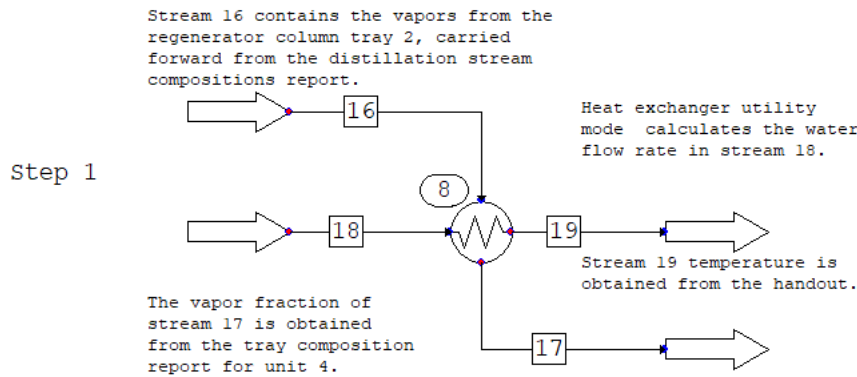 Stream 16 contains the vapors from the
regenerator column tray 2, carried
forward from the distillation stream
compositions report.
16
Heat exchanger utility
mode  calculates the water
flow rate in stream 18.
Step 1
8
18
19
Stream 19 temperature is
obtained from the handout.
The vapor fraction of
stream 17 is obtained
from the tray composition
report for unit 4.
17